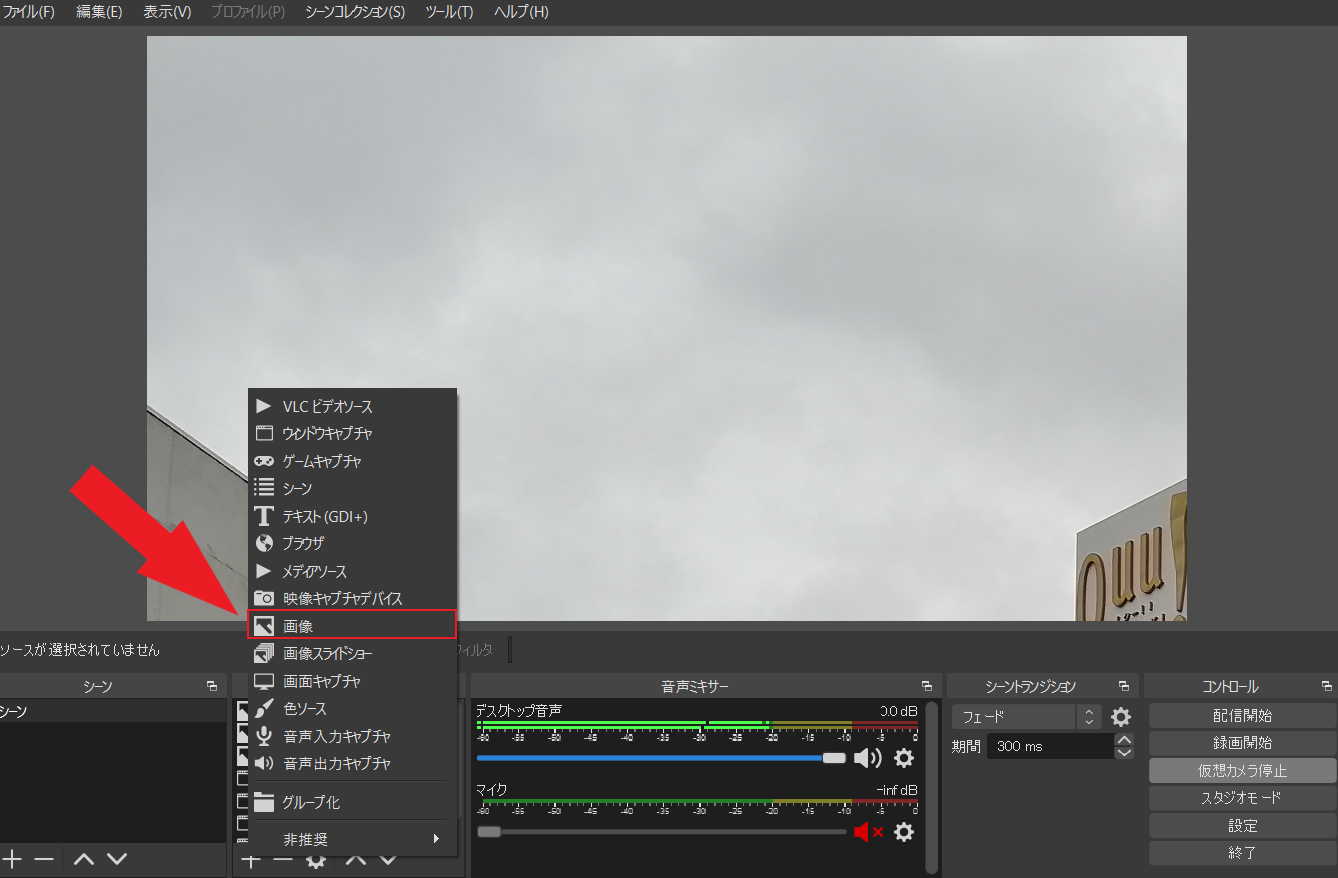 ファイル(F) 編集(E) 表示(V) プロファイル(P) シーンコレクション(S) ツール(T) ヘルプ(H)
VLC ビデオソース
ウィンドウキャプチャ
ゲームキャプチャ
シーン
テキスト (GDI+)
ブラウザ
メディアソース
映像キャプチャデバイス
画像
画像スライドショー
画面キャプチャ
色ソース
音声入力キャプチャ
音声出力キャプチャ
グループ化
非推奨
Quu!
ソースが選択されていません
フィルタ
シーン
シーン
音声ミキサー
デスクトップ音声 0.0 dB
-60 -55 -50 -45 -40 -35 -30 -25 -20 -15 -10 -5 0
マイク -inf dB
-60 -55 -50 -45 -40 -35 -30 -25 -20 -15 -10 -5 0
シーントランジション
フェード
期間 300 ms
コントロール
配信開始
録画開始
仮想カメラ停止
スタジオモード
設定
終了